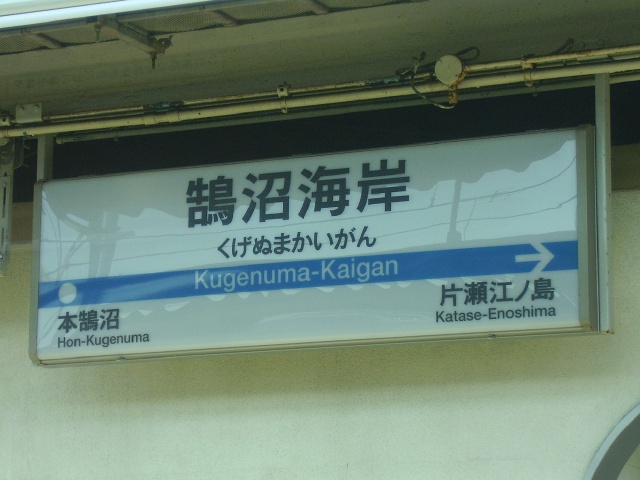 鵠沼海岸
くげぬまかいがん
Kugenuma-Kaigan
本鵠沼
Hon-Kugenuma
片瀬江ノ島
Katase-Enoshima